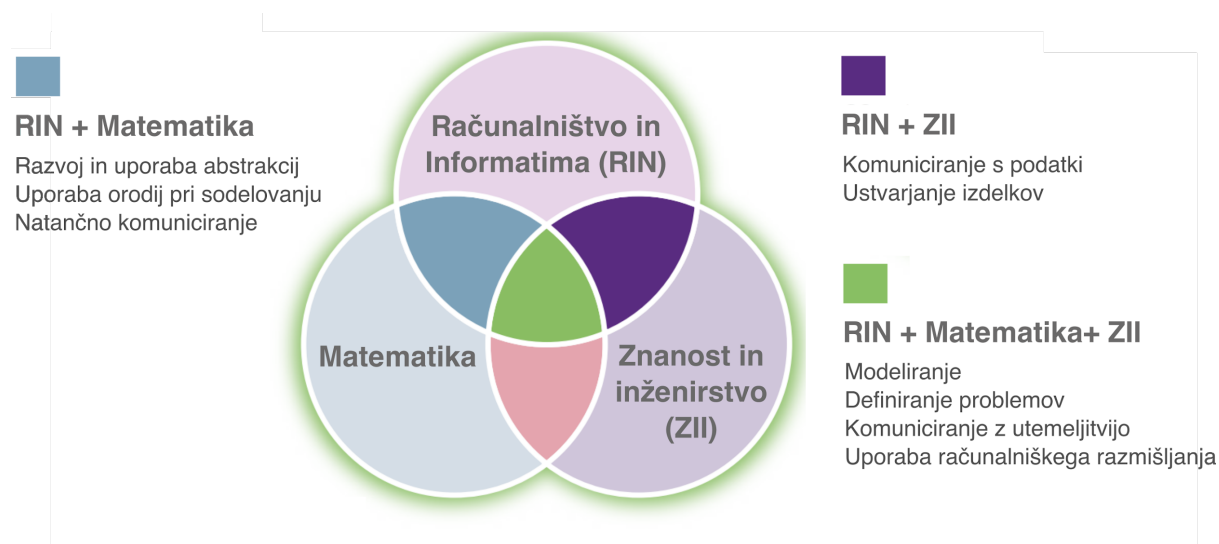 RIN + Matematika
Razvoj in uporaba abstrakcij
Uporaba orodij pri sodelovanju
Natančno komuniciranje
Računalništvo in
Informatima (RIN)
Matematika
Znanost in
inženirstvo
(ZII)
RIN + ZII
Komuniciranje s podatki
Ustvarjanje izdelkov
RIN + Matematika+ ZII
Modeliranje
Definiranje problemov
Komuniciranje z utemeljitvijo
Uporaba računalniškega razmišljanja